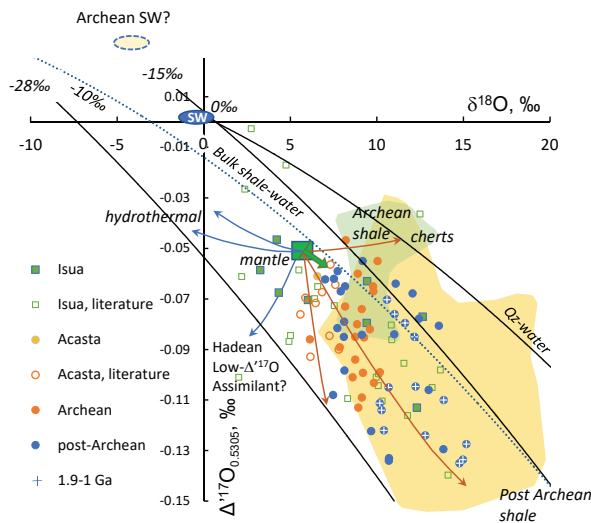 Archean SW?
-15‰
-28‰
-10‰
0.01
0‰
δ18O, ‰
SW
-10
-5
0
5
10
15
20
-0.01
Bulk shale-water
-0.03
hydrothermal
Archean
shale
cherts
-0.05
mantle
Isua
Isua, literature
Acasta
Acasta, literature
Archean
post-Archean
1.9-1 Ga
-0.07
Qz-water
-0.09
Hadean
Low-Δ'17O
Assimilant?
-0.11
-0.13
-0.15
Δ'17O0.5305, ‰
Post Archean
shale